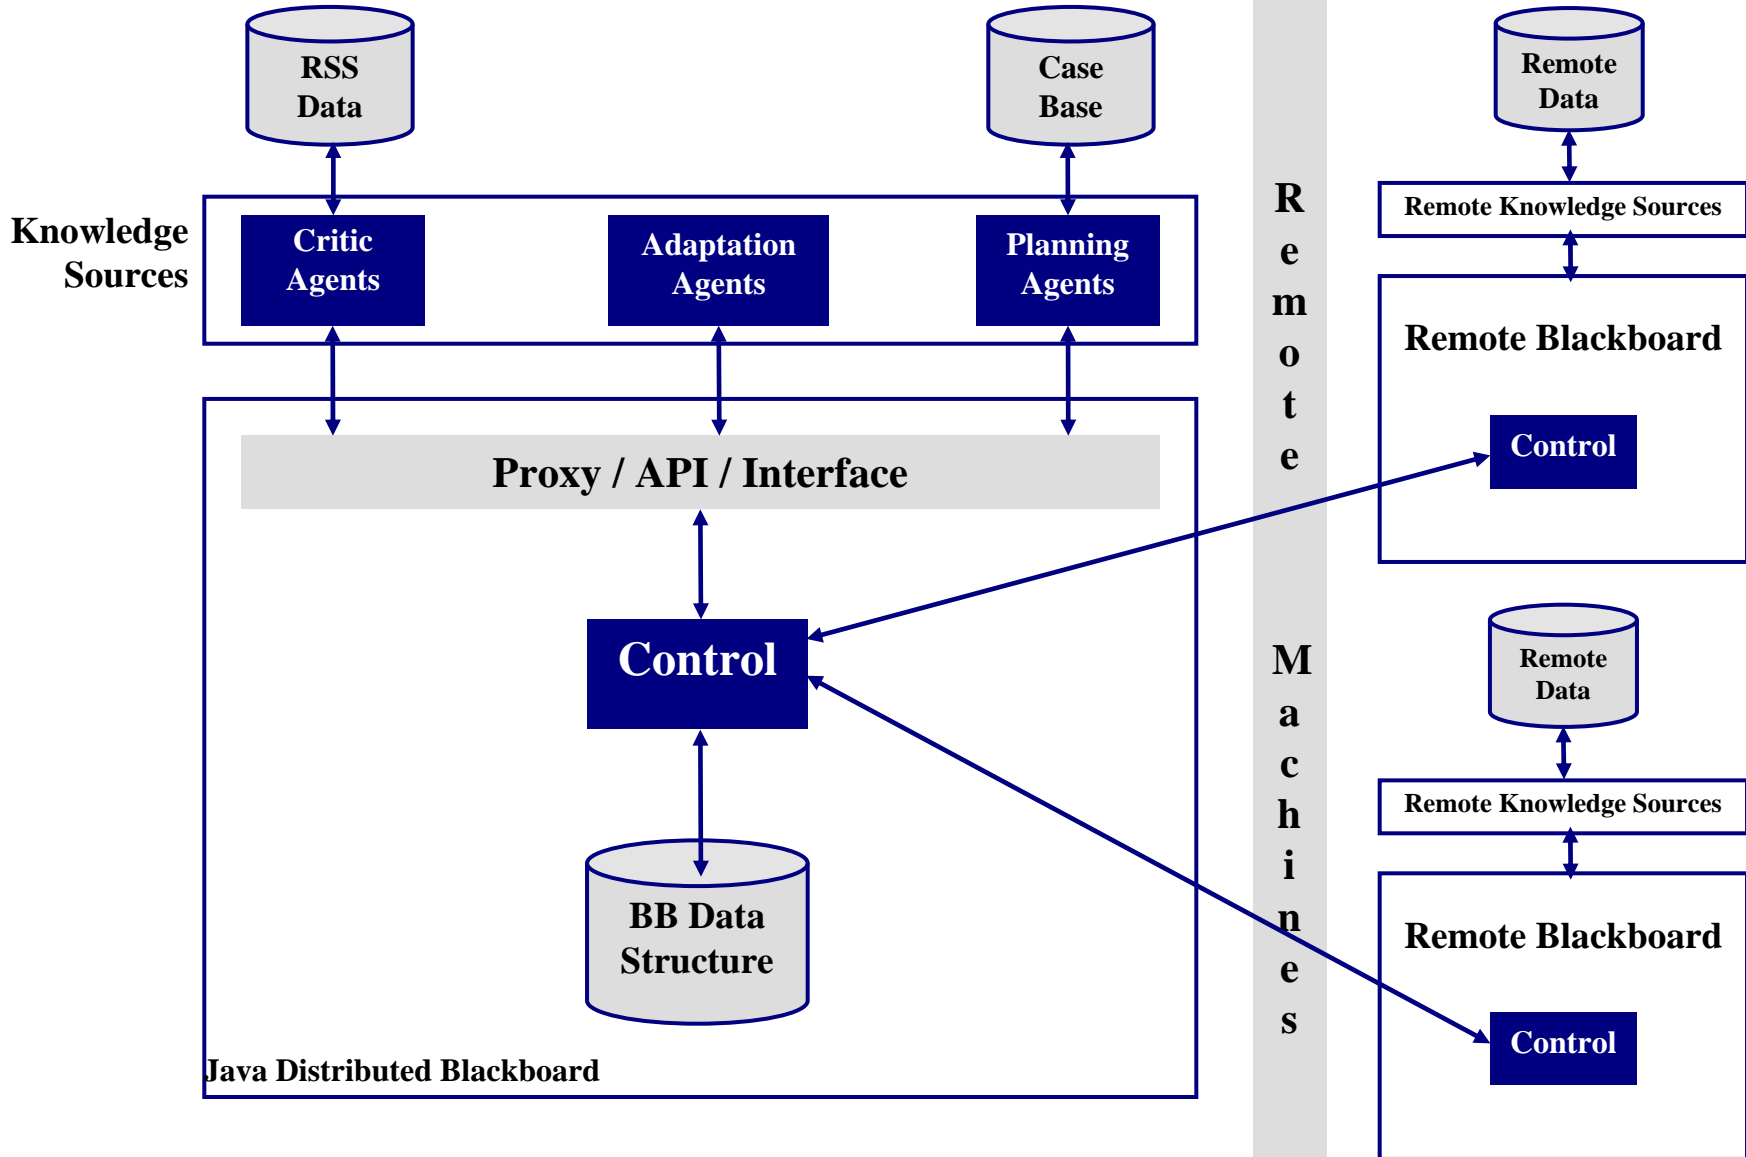 RSS
Data
Case
Base
Knowledge
Sources
Critic
Agents
Adaptation
Agents
Planning
Agents
Proxy / API / Interface
Control
BB Data
Structure
Java Distributed Blackboard
Remote
Machines
Remote
Data
Remote Knowledge Sources
Remote Blackboard
Control
Remote
Data
Remote Knowledge Sources
Remote Blackboard
Control